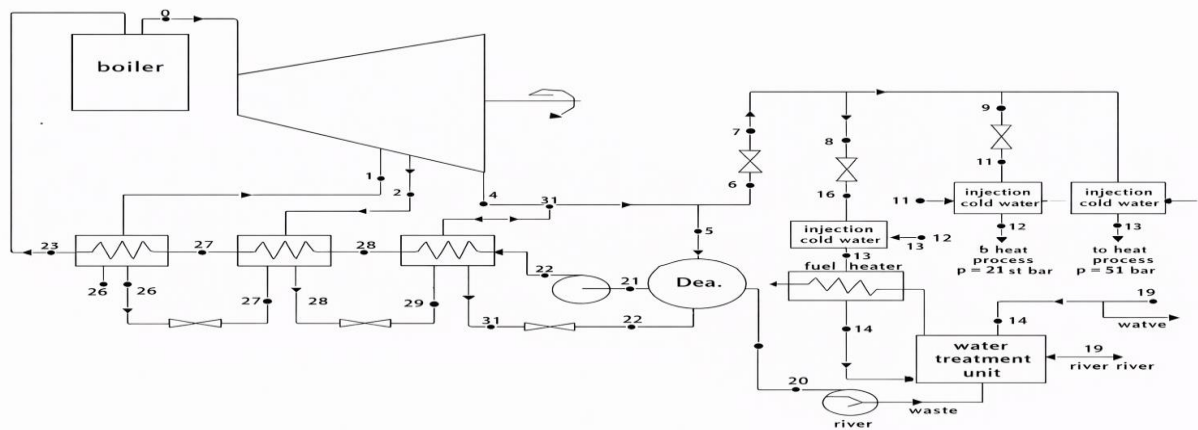 0
boiler
1
2
4
31
7
6
5
8
16
9
11
injection
cold water
11
12
b heat
process
p = 21 st bar
injection
cold water
13
to heat
process
p = 51 bar
injection
cold water
12
13
13
fuel heater
14
23
27
28
22
21
Dea.
26
26
27
28
29
31
22
20
river
waste
water
treatment
unit
14
19
watve
19
river river